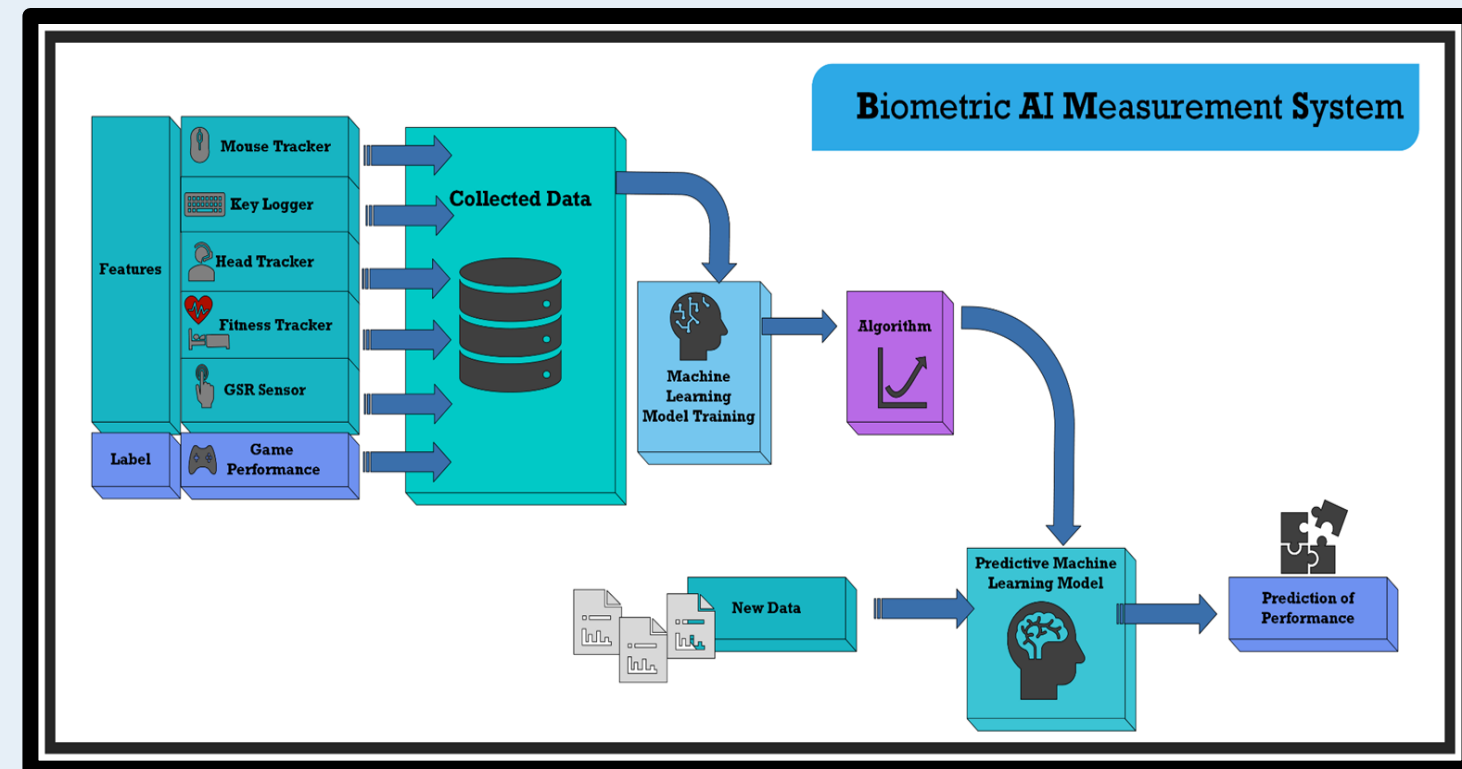 Biometric AI Measurement System
Mouse Tracker
Key Logger
Features
Head Tracker
Fitness Tracker
GSR Sensor
Label
Game
Performance
Collected Data
Machine
Learning
Model Training
Algorithm
New Data
Predictive Machine
Learning Model
Prediction of
Performance